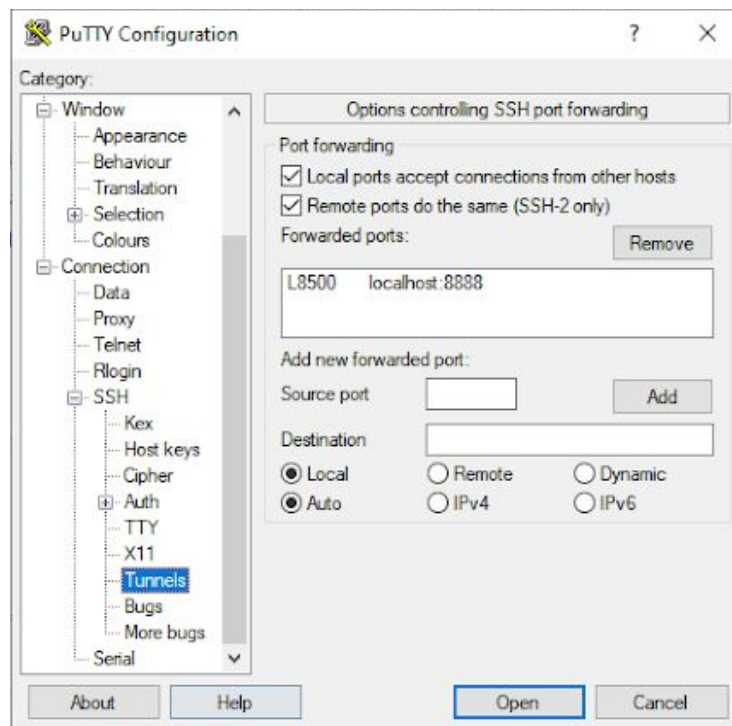 PuTTY Configuration
?
Category:
Window
Appearance
Behaviour
Translation
Selection
Colours
Connection
Data
Proxy
Telnet
Rlogin
SSH
Kex
Host keys
Cipher
Auth
TTY
X11
Tunnels
Bugs
More bugs
Serial
Options controlling SSH port forwarding
Port forwarding
Local ports accept connections from other hosts
Remote ports do the same (SSH-2 only)
Forwarded ports:
Remove
L8500 localhost:8888
Add new forwarded port:
Source port
Add
Destination
Local Remote Dynamic
Auto IPv4 IPv6
About Help Open Cancel